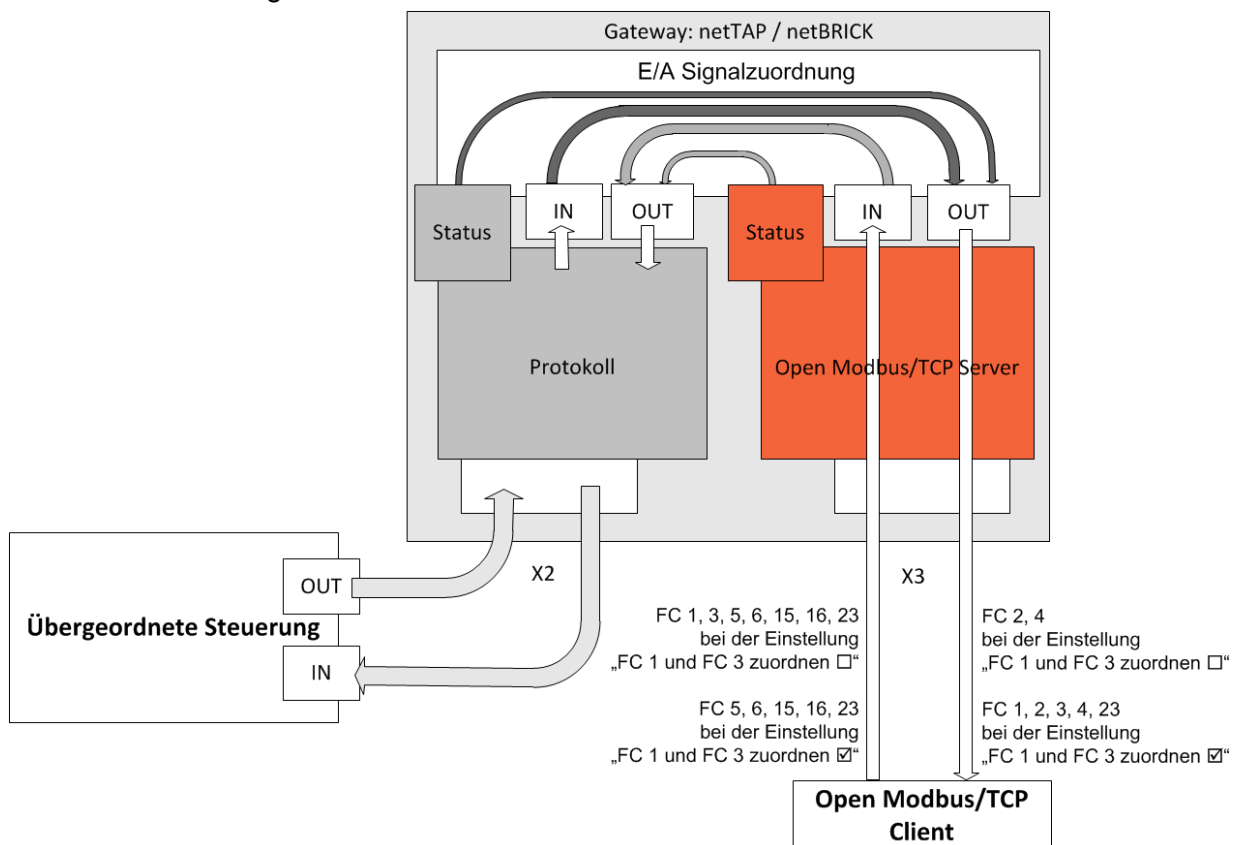 Gateway: netTAP / netBRICK
E/A Signalzuordnung
Status
IN
OUT
Status
IN
OUT
Protokoll
Open Modbus/TCP Server
X2
X3
OUT
Übergeordnete Steuerung
IN
FC 1, 3, 5, 6, 15, 16, 23
bei der Einstellung
„FC 1 und FC 3 zuordnen ☐“
FC 2, 4
bei der Einstellung
„FC 1 und FC 3 zuordnen ☐“
FC 5, 6, 15, 16, 23
bei der Einstellung
„FC 1 und FC 3 zuordnen ☑“
FC 1, 2, 3, 4, 23
bei der Einstellung
„FC 1 und FC 3 zuordnen ☑“
Open Modbus/TCP
Client